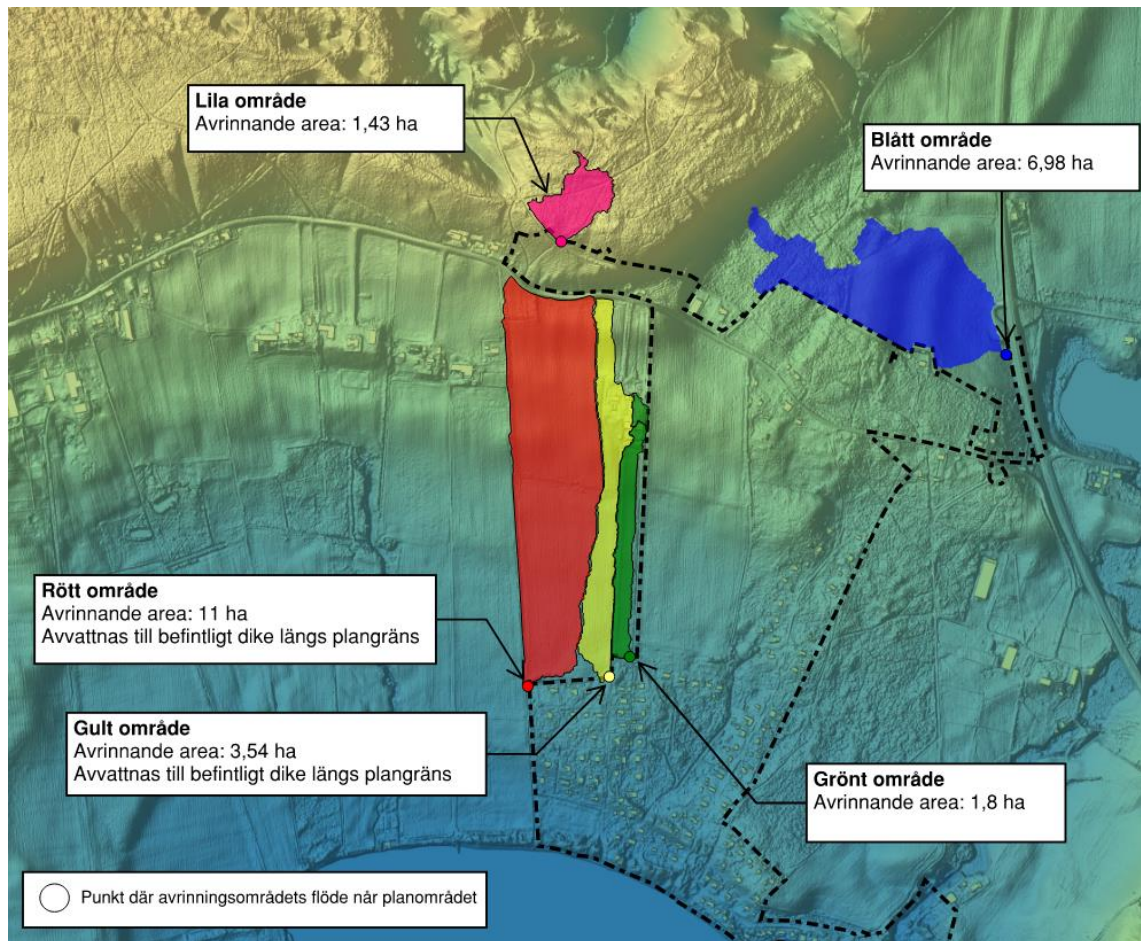 Lila område
Avrinnande area: 1,43 ha
Blått område
Avrinnande area: 6,98 ha
Rött område
Avrinnande area: 11 ha
Avvattnas till befintligt dike längs plangräns
Gult område
Avrinnande area: 3,54 ha
Avvattnas till befintligt dike längs plangräns
Grönt område
Avrinnande area: 1,8 ha
Punkt där avrinningsområdets flöde når planområdet